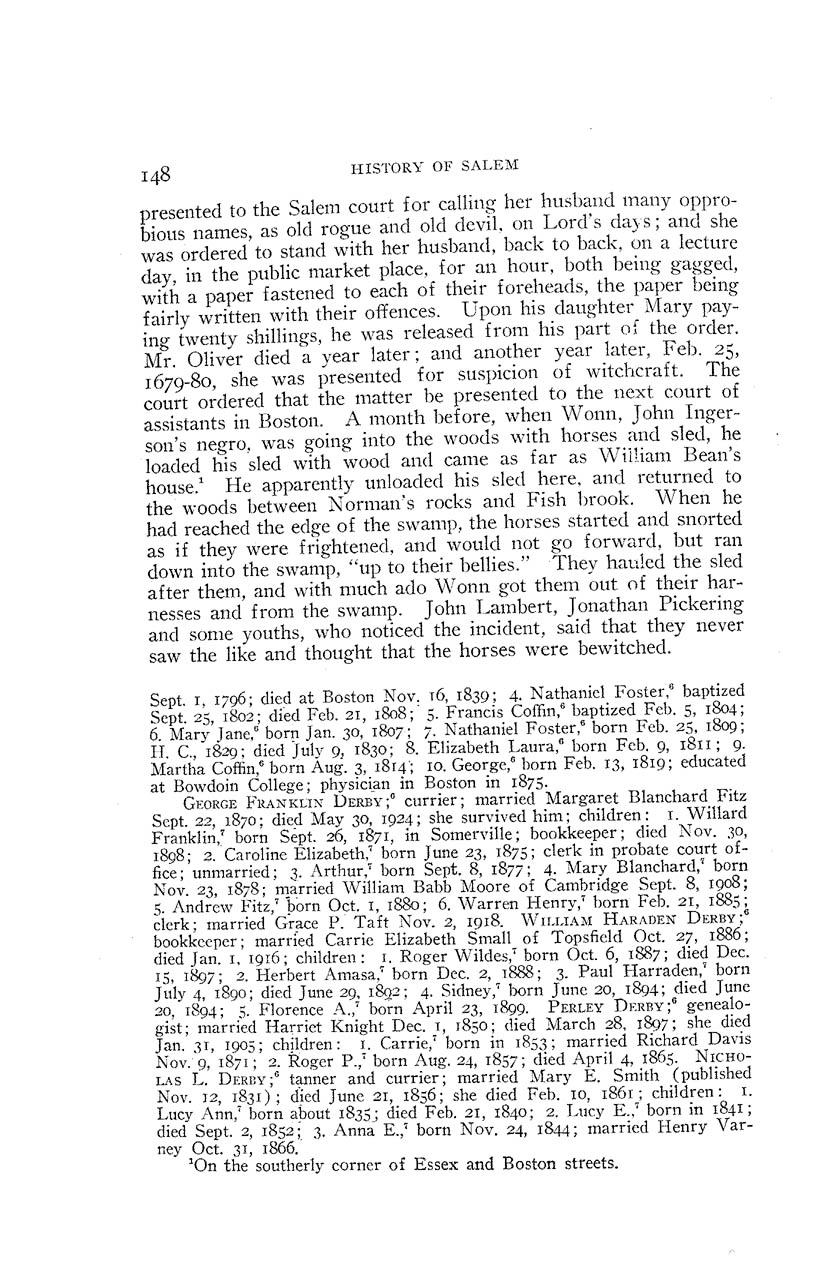 148
HISTORY OF SALEM
presented to the Salem court for calling her husband many oppro-
bious names, as old rogue and old devil, on Lord's days; and she
was ordered to stand with her husband, back to back, on a lecture
day, in the public market place, for an hour, both being gagged,
with a paper fastened to each of their foreheads, the paper being
fairly written with their offences. Upon his daughter Mary pay-
ing twenty shillings, he was released from his part of the order.
Mr. Oliver died a year later; and another year later, Feb. 25,
1679-80, she was presented for suspicion of witchcraft. The
court ordered that the matter be presented to the next court of
assistants in Boston. A month before, when Wonn, John Inger-
son's negro, was going into the woods with horses and sled, he
loaded his sled with wood and came as far as William Bean's
house.¹ He apparently unloaded his sled here, and returned to
the woods between Norman's rocks and Fish brook. When he
had reached the edge of the swamp, the horses started and snorted
as if they were frightened, and would not go forward, but ran
down into the swamp, "up to their bellies." They hauled the sled
after them, and with much ado Wonn got them out of their har-
nesses and from the swamp. John Lambert, Jonathan Pickering
and some youths, who noticed the incident, said that they never
saw the like and thought that the horses were bewitched.
Sept. 1, 1796; died at Boston Nov. 16, 1839; 4. Nathaniel Foster,⁶ baptized
Sept. 25, 1802; died Feb. 21, 1808; 5. Francis Coffin,⁶ baptized Feb. 5, 1804;
6. Mary Jane,⁶ born Jan. 30, 1807; 7. Nathaniel Foster,⁶ born Feb. 25, 1809;
H. C., 1829; died July 9, 1830; 8. Elizabeth Laura,⁶ born Feb. 9, 1811; 9.
Martha Coffin,⁶ born Aug. 3, 1814; 10. George,⁶ born Feb. 13, 1819; educated
at Bowdoin College; physician in Boston in 1875.
GEORGE FRANKLIN DERBY;⁶ currier; married Margaret Blanchard Fitz
Sept. 22, 1870; died May 30, 1924; she survived him; children: 1. Willard
Franklin,⁷ born Sept. 26, 1871, in Somerville; bookkeeper; died Nov. 30,
1898; 2. Caroline Elizabeth,⁷ born June 23, 1875; clerk in probate court of-
fice; unmarried; 3. Arthur,⁷ born Sept. 8, 1877; 4. Mary Blanchard,⁷ born
Nov. 23, 1878; married William Babb Moore of Cambridge Sept. 8, 1908;
5. Andrew Fitz,⁷ born Oct. 1, 1880; 6. Warren Henry,⁷ born Feb. 21, 1885;
clerk; married Grace P. Taft Nov. 2, 1918. WILLIAM HARADEN DERBY;⁶
bookkeeper; married Carrie Elizabeth Small of Topsfield Oct. 27, 1886;
died Jan. 1, 1916; children: 1. Roger Wildes,⁷ born Oct. 6, 1887; died Dec.
15, 1897; 2. Herbert Amasa,⁷ born Dec. 2, 1888; 3. Paul Harraden,⁷ born
July 4, 1890; died June 29, 1892; 4. Sidney,⁷ born June 20, 1894; died June
20, 1894; 5. Florence A.,⁷ born April 23, 1899. PERLEY DERBY;⁶ genealo-
gist; married Harriet Knight Dec. 1, 1850; died March 28, 1897; she died
Jan. 31, 1905; children: 1. Carrie,⁷ born in 1853; married Richard Davis
Nov. 9, 1871; 2. Roger P.,⁷ born Aug. 24, 1857; died April 4, 1865. NICHO-
LAS L. DERBY;⁶ tanner and currier; married Mary E. Smith (published
Nov. 12, 1831); died June 21, 1856; she died Feb. 10, 1861; children: 1.
Lucy Ann,⁷ born about 1835; died Feb. 21, 1840; 2. Lucy E.,⁷ born in 1841;
died Sept. 2, 1852; 3. Anna E.,⁷ born Nov. 24, 1844; married Henry Var-
ney Oct. 31, 1866.
¹On the southerly corner of Essex and Boston streets.